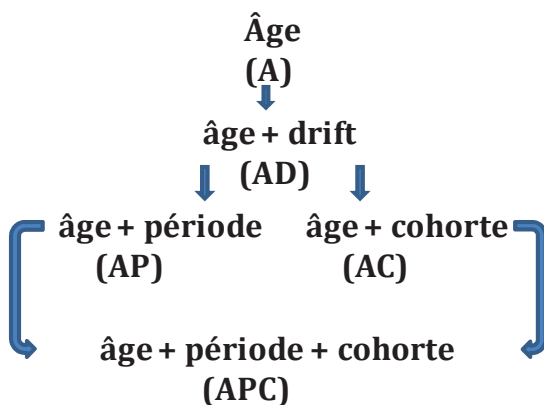 Âge
(A)
âge + drift
(AD)
âge + période
(AP)
âge + cohorte
(AC)
âge + période + cohorte
(APC)